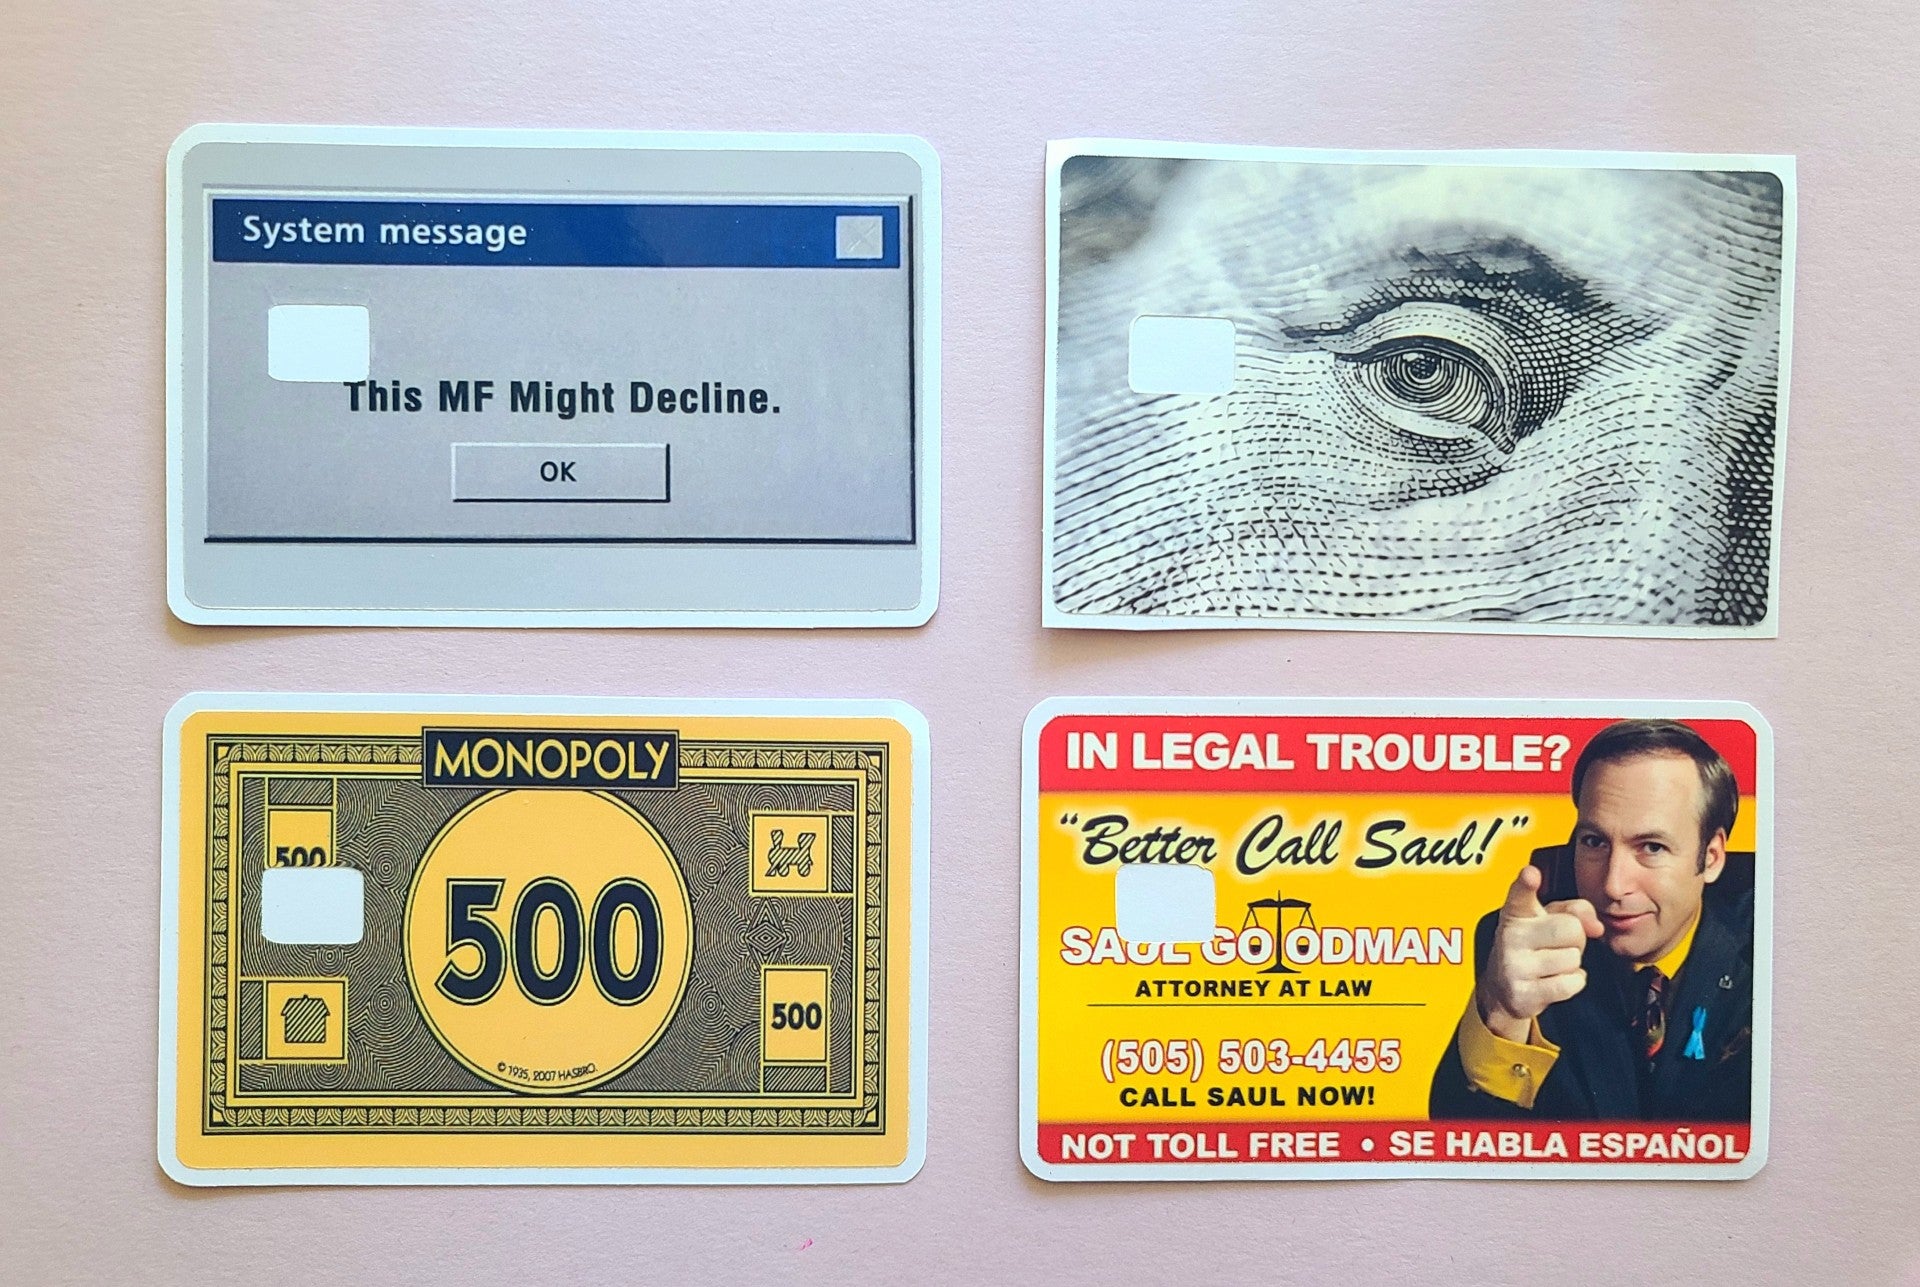 System message
This MF Might Decline.
OK
MONOPOLY
500
500
500
© 1935, 2007 HASBRO.
IN LEGAL TROUBLE?
“Better Call Saul!”
SAUL GOODMAN
ATTORNEY AT LAW
(505) 503-4455
CALL SAUL NOW!
NOT TOLL FREE • SE HABLA ESPAÑOL